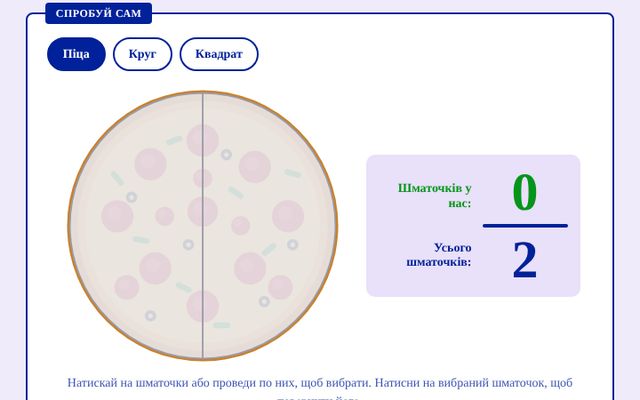 СПРОБУЙ САМ
Піца
Круг
Квадрат
Шматочків у
нас:
0
Усього
шматочків:
2
Натискай на шматочки або проведи по них, щоб вибрати. Натисни на вибраний шматочок, щоб